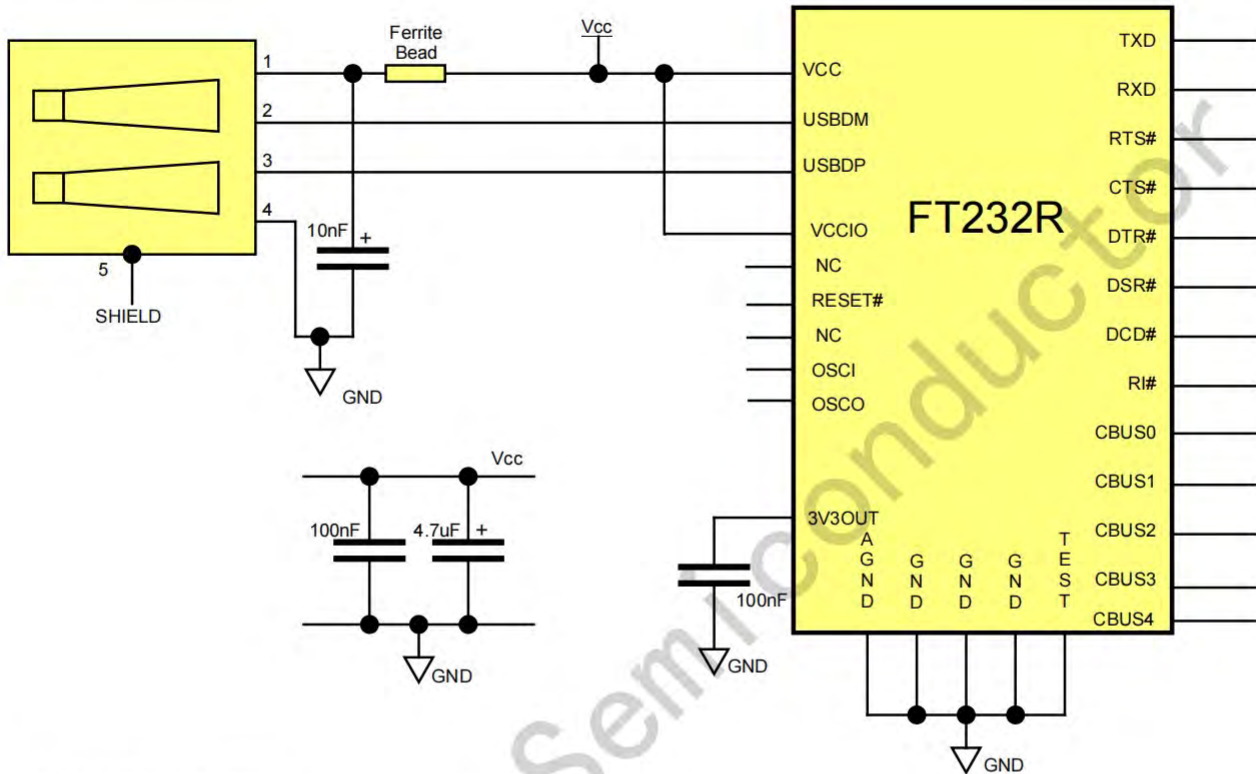 Ferrite
Bead
Vcc
1
2
3
4
5
SHIELD
10nF
+
GND
Vcc
100nF
4.7uF
+
GND
VCC
USBDM
USBDP
VCCIO
NC
RESET#
NC
OSCI
OSCO
3V3OUT
FT232R
TXD
RXD
RTS#
CTS#
DTR#
DSR#
DCD#
RI#
CBUS0
CBUS1
CBUS2
CBUS3
CBUS4
AGND
GND
GND
GND
TEST
100nF
GND
GND
Semiconductor